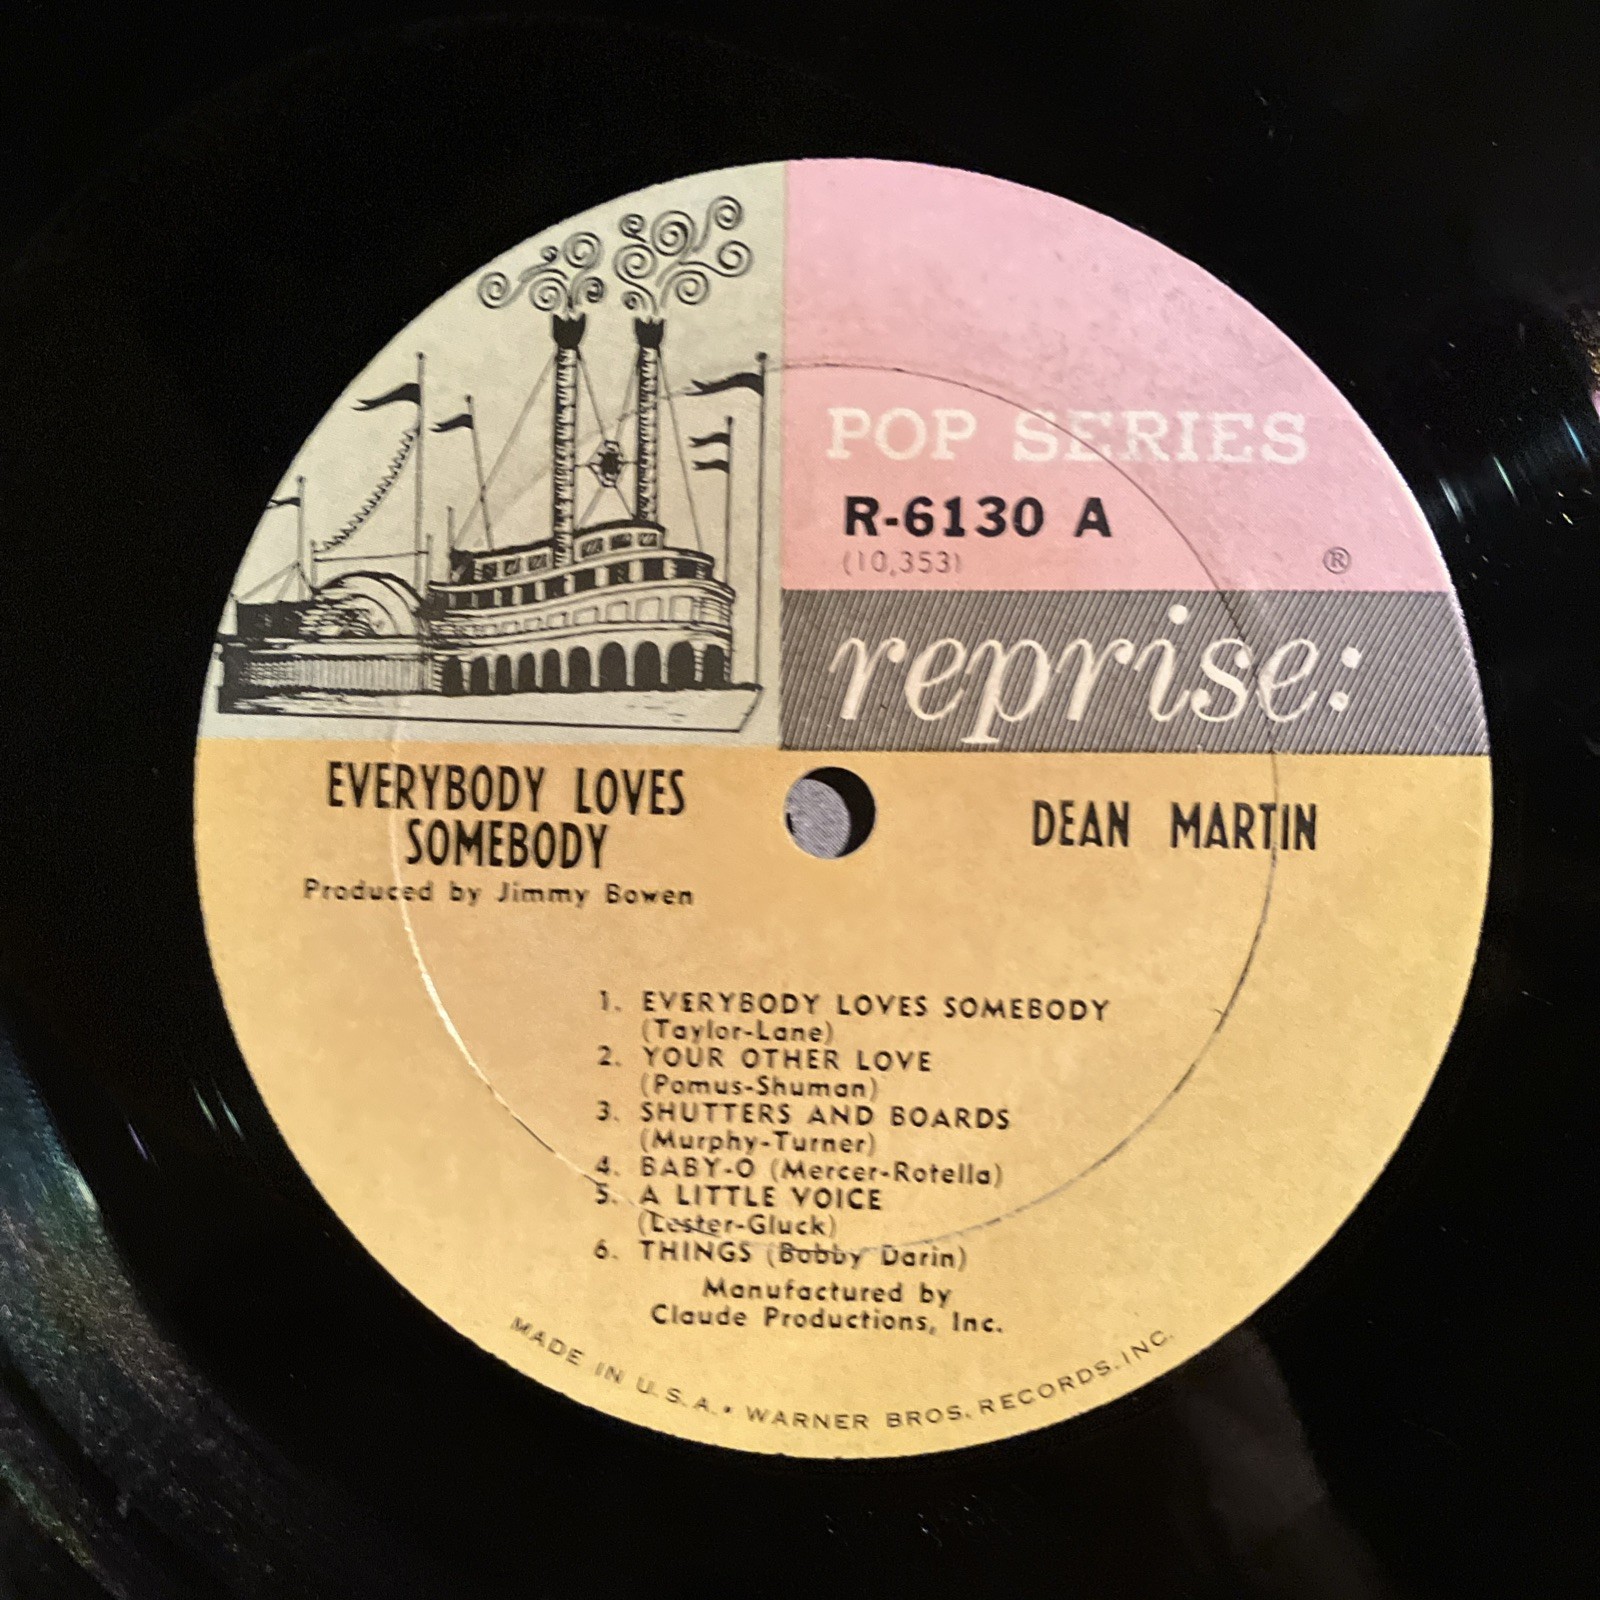 POP SERIES
R-6130 A
(10,353)
®
reprise:
EVERYBODY LOVES
SOMEBODY
Produced by Jimmy Bowen
DEAN MARTIN
1. EVERYBODY LOVES SOMEBODY
(Taylor-Lane)
2. YOUR OTHER LOVE
(Pomus-Shuman)
3. SHUTTERS AND BOARDS
(Murphy-Turner)
4. BABY-O (Mercer-Rotella)
5. A LITTLE VOICE
(Lester-Gluck)
6. THINGS (Bobby Darin)
Manufactured by
Claude Productions, Inc.
MADE IN U.S.A. • WARNER BROS. RECORDS, INC.